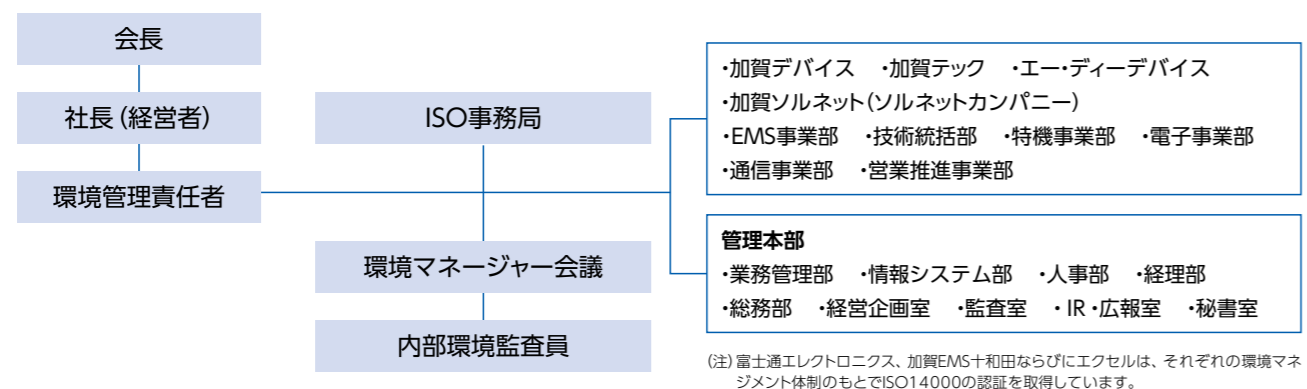 会長
社長（経営者）
環境管理責任者
ISO事務局
環境マネージャー会議
内部環境監査員
・加賀デバイス　・加賀テック　・エー・ディーデバイス
・加賀ソルネット（ソルネットカンパニー）
・EMS事業部　・技術統括部　・特機事業部　・電子事業部
・通信事業部　・営業推進事業部
管理本部
・業務管理部　・情報システム部　・人事部　・経理部
・総務部　・経営企画室　・監査室　・IR・広報室　・秘書室
（注）富士通エレクトロニクス、加賀EMS十和田ならびにエクセルは、それぞれの環境マネ
ジメント体制のもとでISO14000の認証を取得しています。